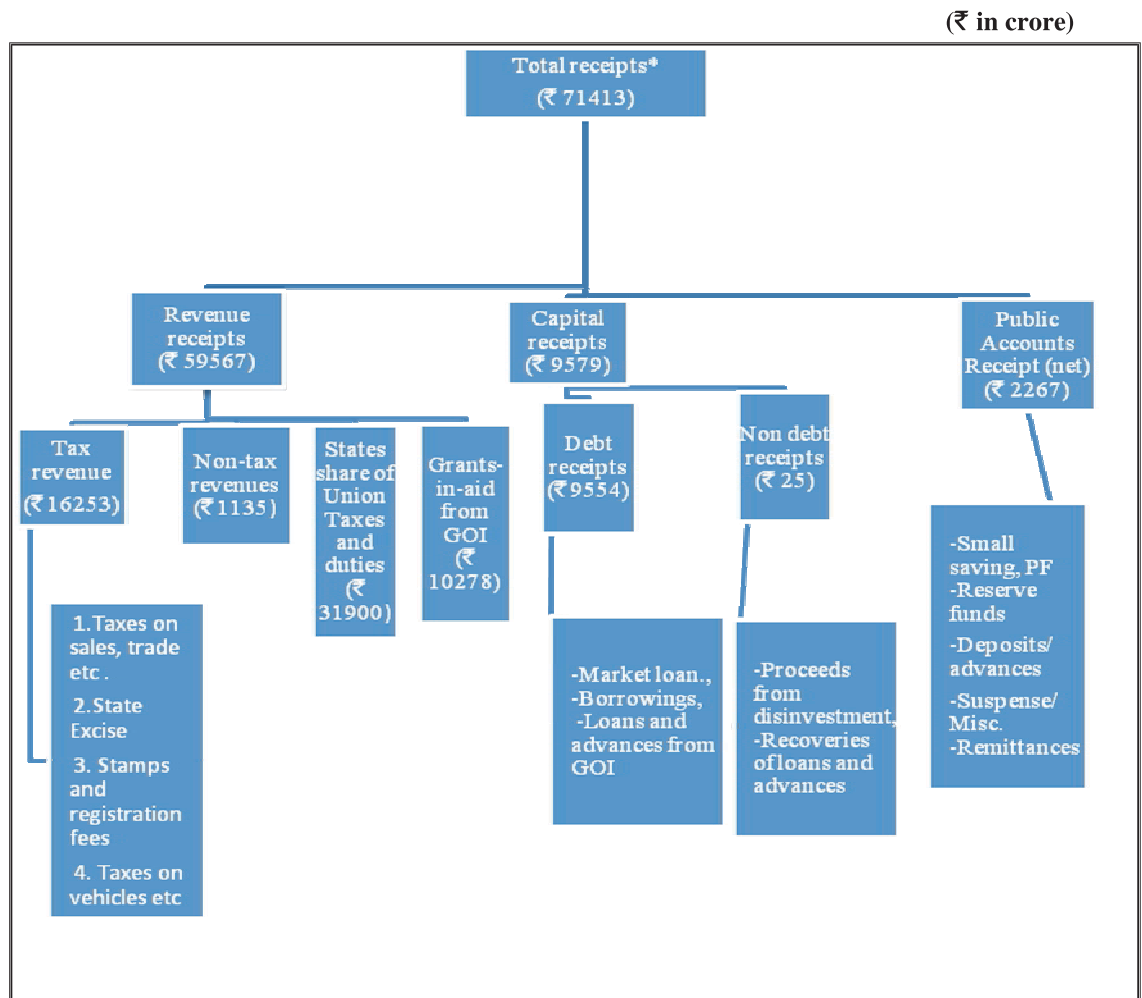 (₹ in crore)
Total receipts*
(₹ 71413)
Revenue
receipts
(₹ 59567)
Capital
receipts
(₹ 9579)
Public
Accounts
Receipt (net)
(₹ 2267)
Tax
revenue
(₹16253)
Non-tax
revenues
(₹1135)
States
share of
Union
Taxes
and
duties
(₹
31900)
Grants-
in-aid
from
GOI
(₹
10278)
Debt
receipts
(₹9554)
Non debt
receipts
(₹ 25)
1.Taxes on
sales, trade
etc .
2.State
Excise
3. Stamps
and
registration
fees
4. Taxes on
vehicles etc
-Market loan.,
-Borrowings,
-Loans and
advances from
GOI
-Proceeds
from
disinvestment,
-Recoveries
of loans and
advances
-Small
saving, PF
-Reserve
funds
-Deposits/
advances
-Suspense/
Misc.
-Remittances